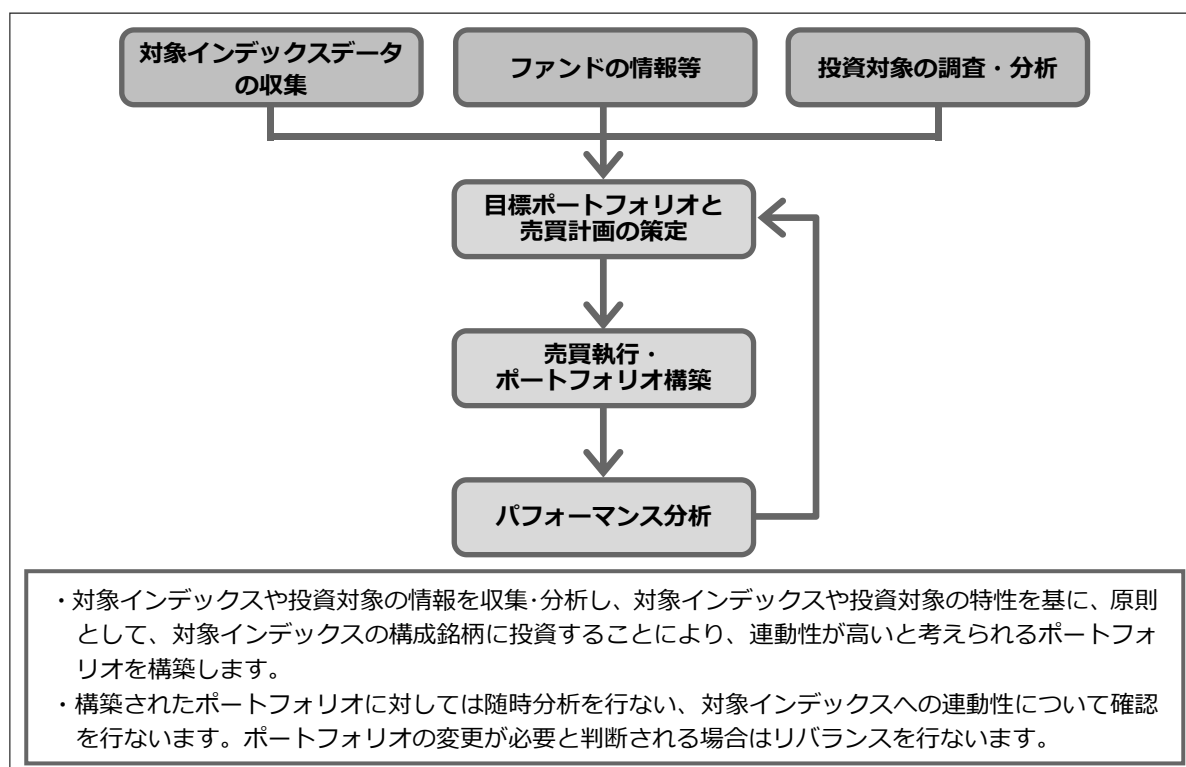 対象インデックスデータ
の収集
ファンドの情報等
投資対象の調査・分析
目標ポートフォリオと
売買計画の策定
売買執行・
ポートフォリオ構築
パフォーマンス分析
・対象インデックスや投資対象の情報を収集･分析し、対象インデックスや投資対象の特性を基に、原則
として、対象インデックスの構成銘柄に投資することにより、連動性が高いと考えられるポートフォ
リオを構築します。
・構築されたポートフォリオに対しては随時分析を行ない、対象インデックスへの連動性について確認
を行ないます。ポートフォリオの変更が必要と判断される場合はリバランスを行ないます。